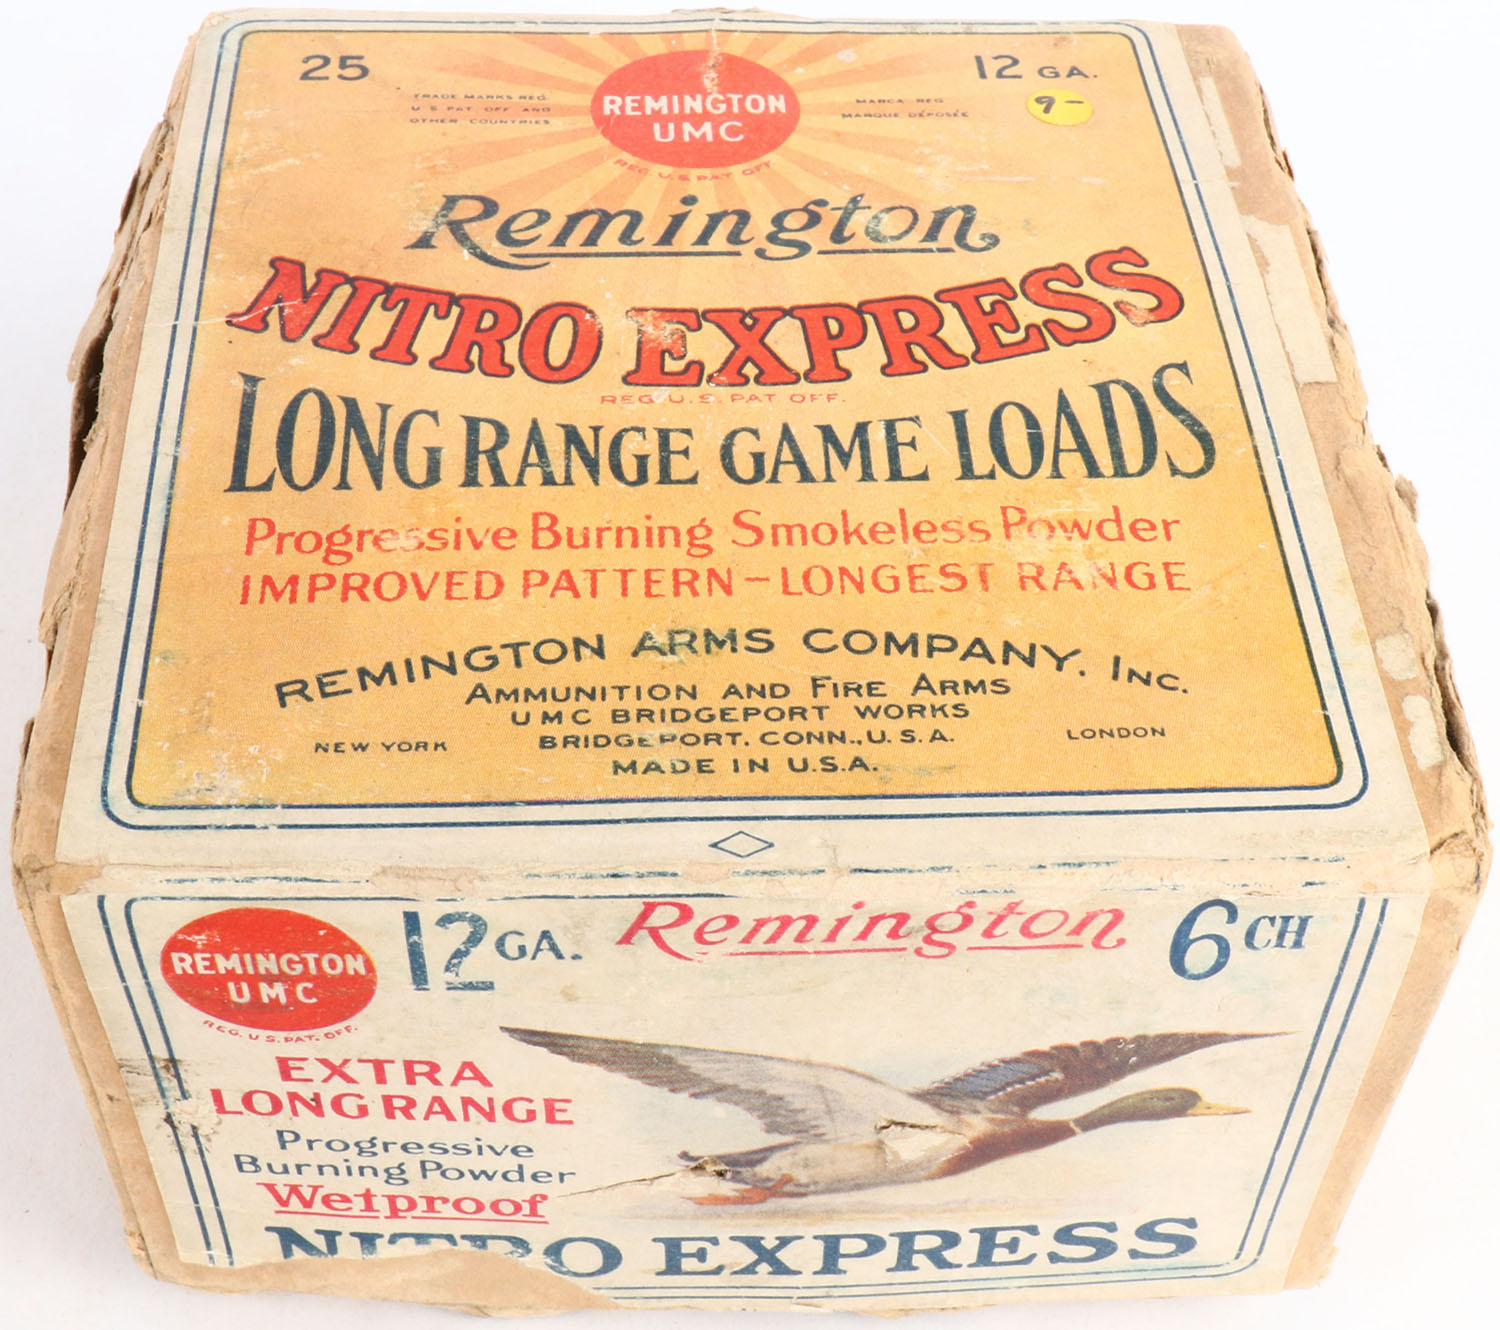 25
12 GA.
TRADE MARKS REG.
U S PAT OFF AND
OTHER COUNTRIES
REMINGTON
UMC
REG. U.S PAT OFF
MARCA REG
MARQUE DÉPOSÉE
9-
Remington
NITRO EXPRESS
REG U.S. PAT OFF.
LONG RANGE GAME LOADS
Progressive Burning Smokeless Powder
IMPROVED PATTERN-LONGEST RANGE
REMINGTON ARMS COMPANY. INC.
AMMUNITION AND FIRE ARMS
UMC BRIDGEPORT WORKS
NEW YORK
BRIDGEPORT. CONN., U. S. A.
LONDON
MADE IN U.S.A.
REMINGTON
UMC
REG. U S. PAT. OFF.
12 GA.
Remington
6 CH
EXTRA
LONG RANGE
Progressive
Burning Powder
Wetproof
NITRO EXPRESS